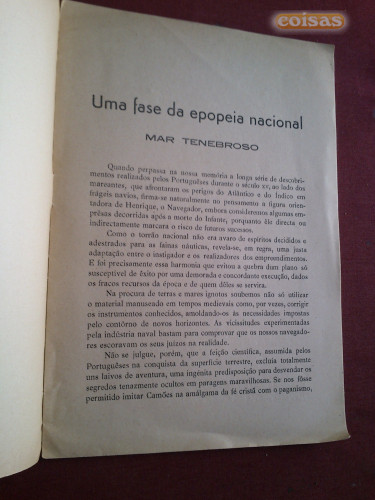 coisas
Uma fase da epopeia nacional
MAR TENEBROSO
Quando perpassa na nossa memória a longa série de descobri-
mentos realizados pelos Portuguêses durante o século XV, ao lado dos
mareantes, que afrontaram os perigos do Atlântico e do Índico em
frágeis navios, firma-se naturalmente no pensamento a figura orien-
tadora de Henrique, o Navegador, embora consideremos algumas em-
prêsas decorridas após a morte do Infante, porquanto êle directa ou
indirectamente marcara o risco de futuros sucessos.
Como o torrão nacional não era avaro de espíritos decididos e
adestrados para as fainas náuticas, revela-se, em regra, uma justa
adaptação entre o instigador e os realizadores dos empreendimentos.
E foi precisamente essa harmonia que evitou a quebra dum plano só
susceptível de êxito por uma demorada e concordante execução, dados
os fracos recursos da época e de quem dêles se servira.
Na procura de terras e mares ignotos soubemos não só utilizar
o material manuseado em tempos medievais como, por vezes, corrigir
os instrumentos conhecidos, amoldando-os às necessidades impostas
pelo contôrno de novos horizontes. As vicissitudes experimentadas
pela indústria naval bastam para comprovar que os nossos navegado-
res escoravam os seus juízos na realidade.
Não se julgue, porém, que a feição científica, assumida pelos
Portuguêses na conquista da superfície terrestre, excluía totalmente
uns laivos de aventura, uma ingénita predisposição para desvendar os
segredos tenazmente ocultos em paragens maravilhosas. Se nos fôsse
permitido imitar Camões na amálgama da fé cristã com o paganismo,